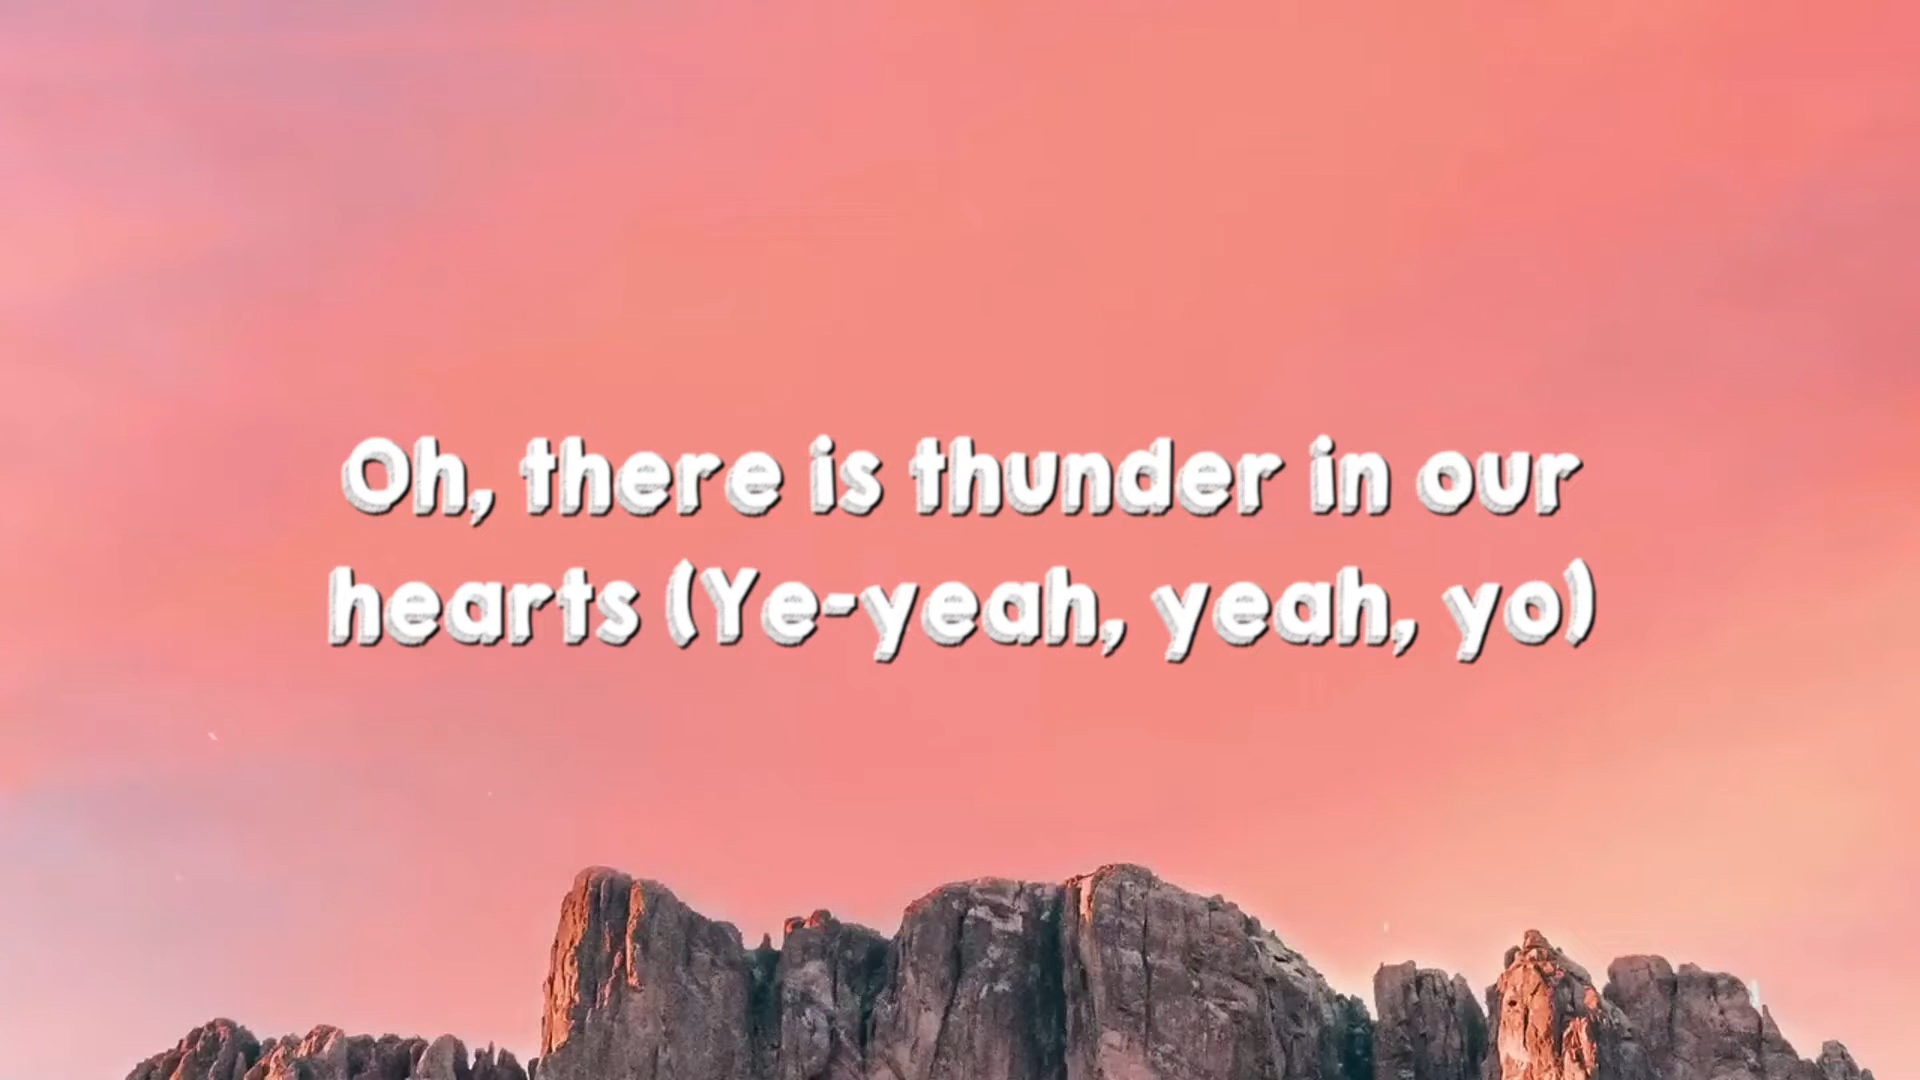 Oh, there is thunder in our
hearts (Ye-yeah, yeah, yo)